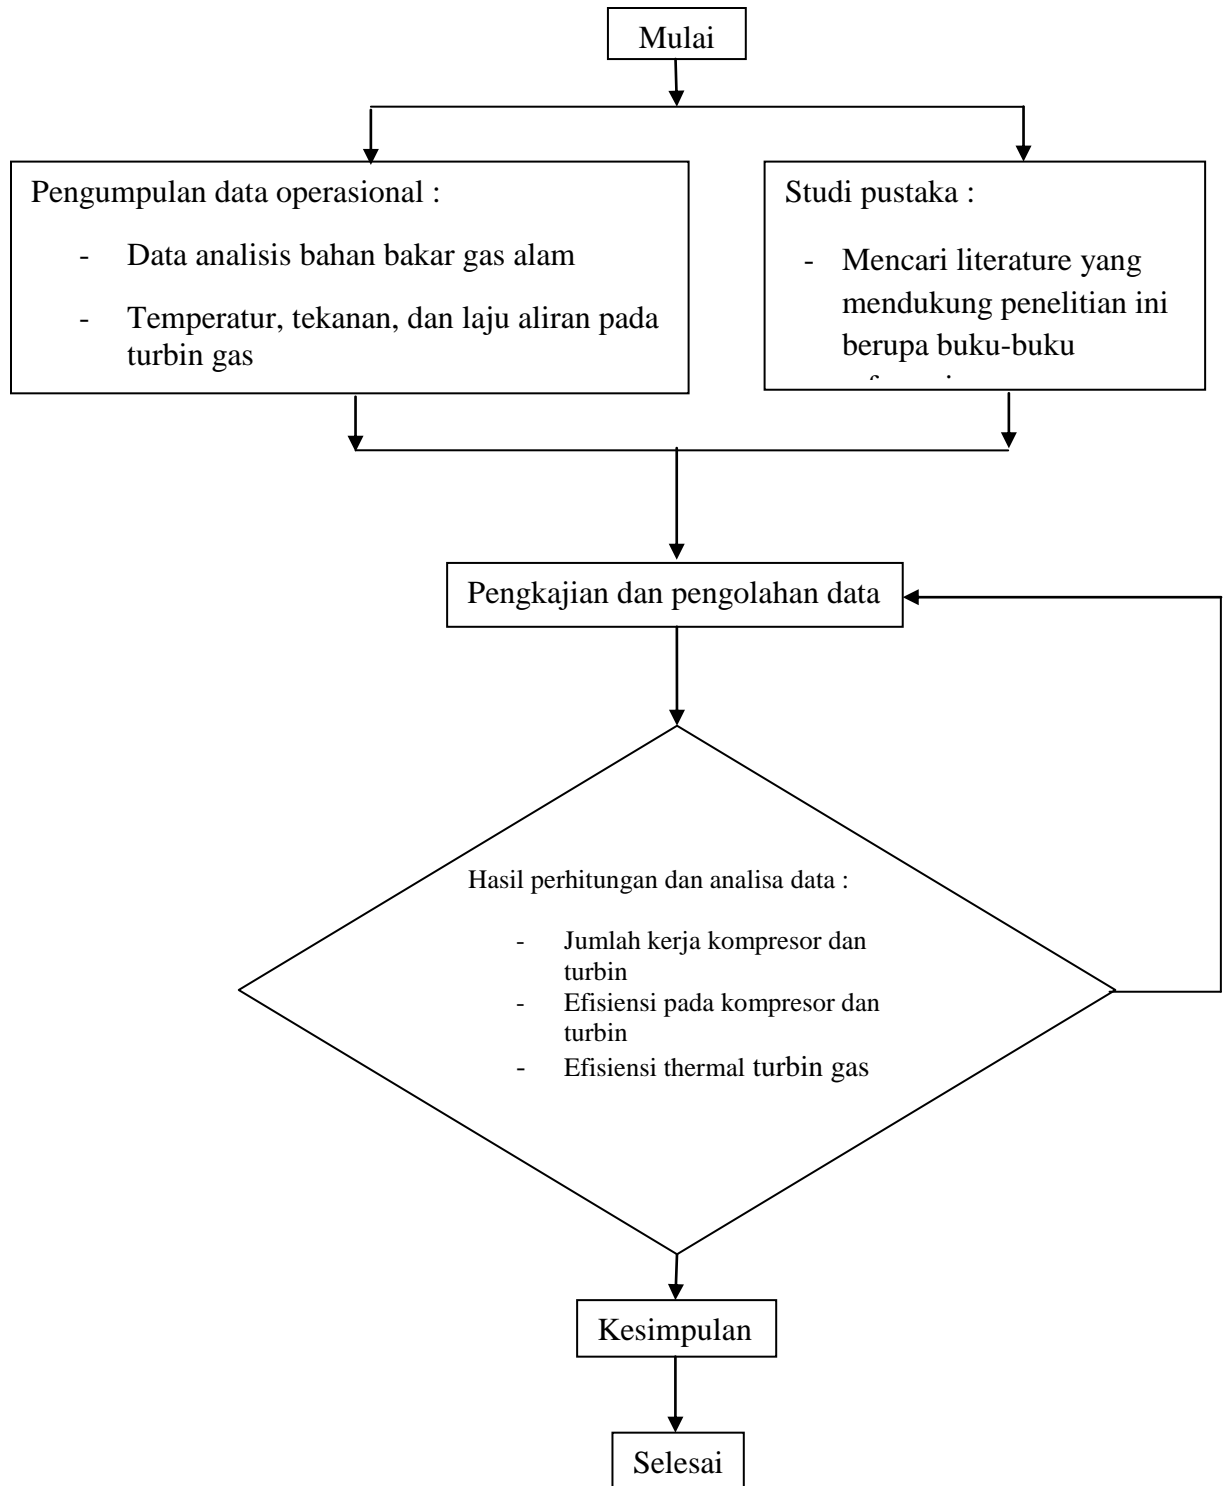 Mulai
Pengumpulan data operasional :
- Data analisis bahan bakar gas alam
- Temperatur, tekanan, dan laju aliran pada
turbin gas
Studi pustaka :
- Mencari literature yang
mendukung penelitian ini
berupa buku-buku
Pengkajian dan pengolahan data
Hasil perhitungan dan analisa data :
- Jumlah kerja kompresor dan
turbin
- Efisiensi pada kompresor dan
turbin
- Efisiensi thermal turbin gas
Kesimpulan
Selesai